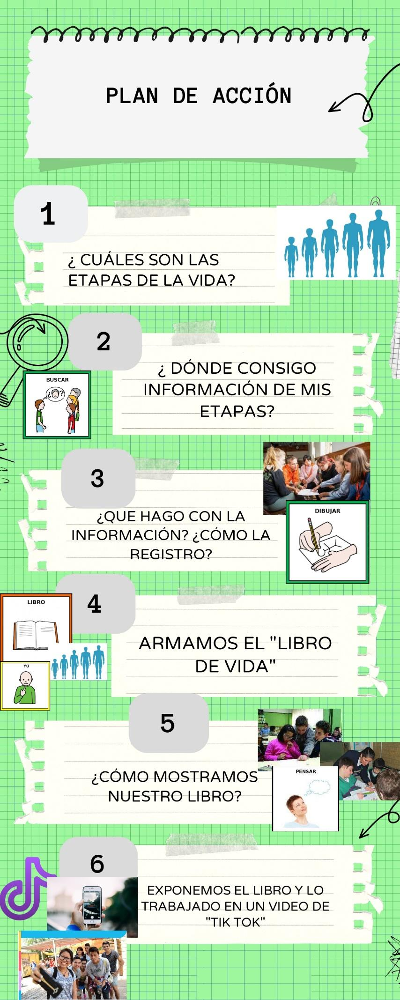 PLAN DE ACCIÓN
1
¿ CUÁLES SON LAS
ETAPAS DE LA VIDA?
2
BUSCAR
¿ ?
¿ DÓNDE CONSIGO
INFORMACIÓN DE MIS
ETAPAS?
3
¿QUE HAGO CON LA
INFORMACIÓN? ¿CÓMO LA
REGISTRO?
DIBUJAR
4
LIBRO
YO
ARMAMOS EL "LIBRO
DE VIDA"
5
¿CÓMO MOSTRAMOS
NUESTRO LIBRO?
PENSAR
6
EXPONEMOS EL LIBRO Y LO
TRABAJADO EN UN VIDEO DE
"TIK TOK"